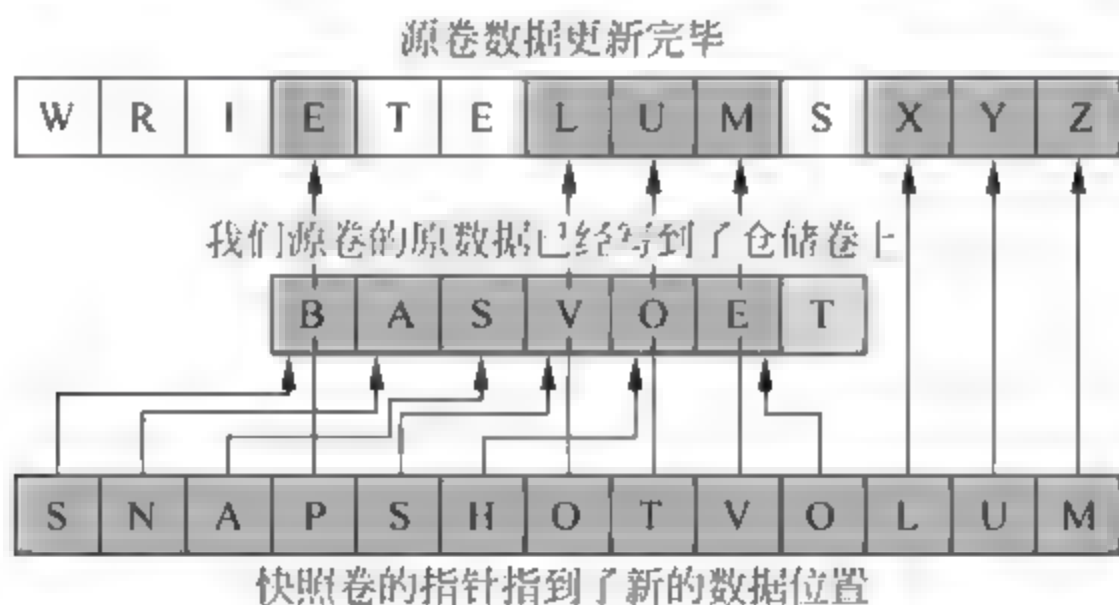 源卷数据更新完毕
W R I E T E L U M S X Y Z
我们源卷的原数据已经写到了仓储卷上
B A S V O E T
S N A P S H O T V O L U M
快照卷的指针指到了新的数据位置